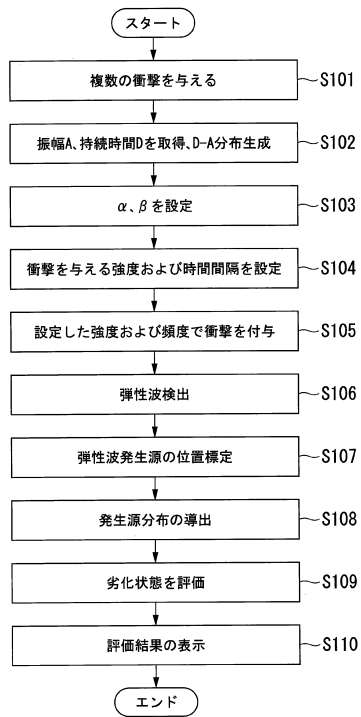 スタート
複数の衝撃を与える
S101
振幅A、持続時間Dを取得、D-A分布生成
S102
α、βを設定
S103
衝撃を与える強度および時間間隔を設定
S104
設定した強度および頻度で衝撃を付与
S105
弾性波検出
S106
弾性波発生源の位置標定
S107
発生源分布の導出
S108
劣化状態を評価
S109
評価結果の表示
S110
エンド